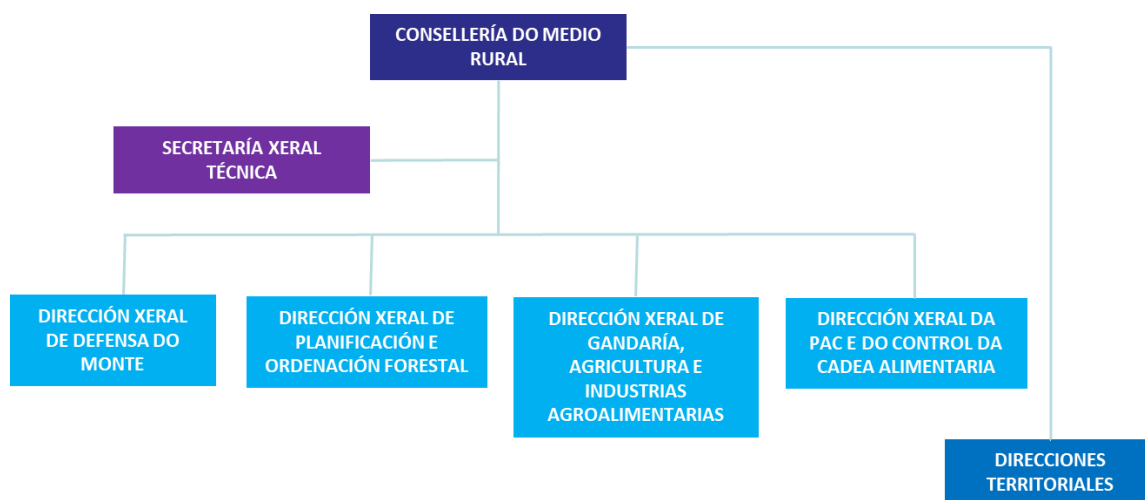 CONSELLERÍA DO MEDIO
RURAL
SECRETARÍA XERAL
TÉCNICA
DIRECCIÓN XERAL
DE DEFENSA DO
MONTE
DIRECCIÓN XERAL DE
PLANIFICACIÓN E
ORDENACIÓN FORESTAL
DIRECCIÓN XERAL DE
GANDARÍA,
AGRICULTURA E
INDUSTRIAS
AGROALIMENTARIAS
DIRECCIÓN XERAL DA
PAC E DO CONTROL DA
CADEA ALIMENTARIA
DIRECCIONES
TERRITORIALES